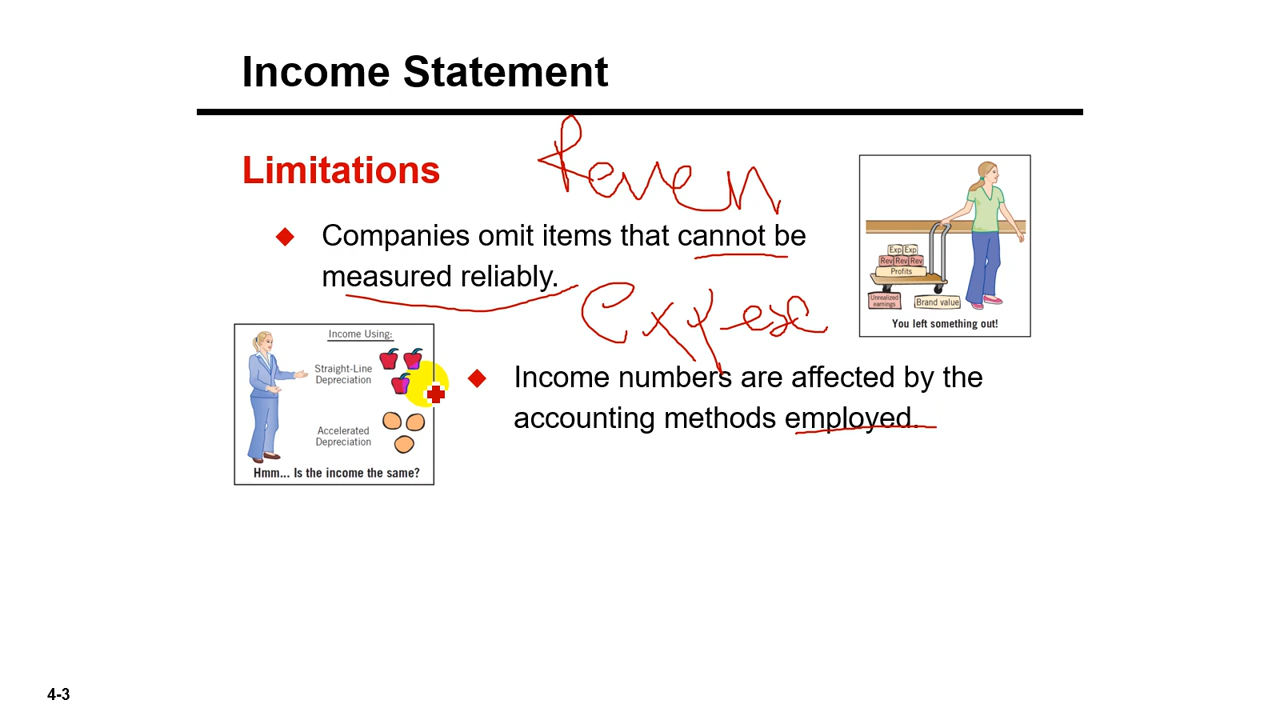 Income Statement
Limitations
Reven
Companies omit items that cannot be
measured reliably.
Expese
Exp Exp
Rev Rev Rev
Profits
Unrealized
earnings
Brand value
You left something out!
Income Using:
Straight-Line
Depreciation
Accelerated
Depreciation
Hmm... Is the income the same?
Income numbers are affected by the
accounting methods employed.
4-3